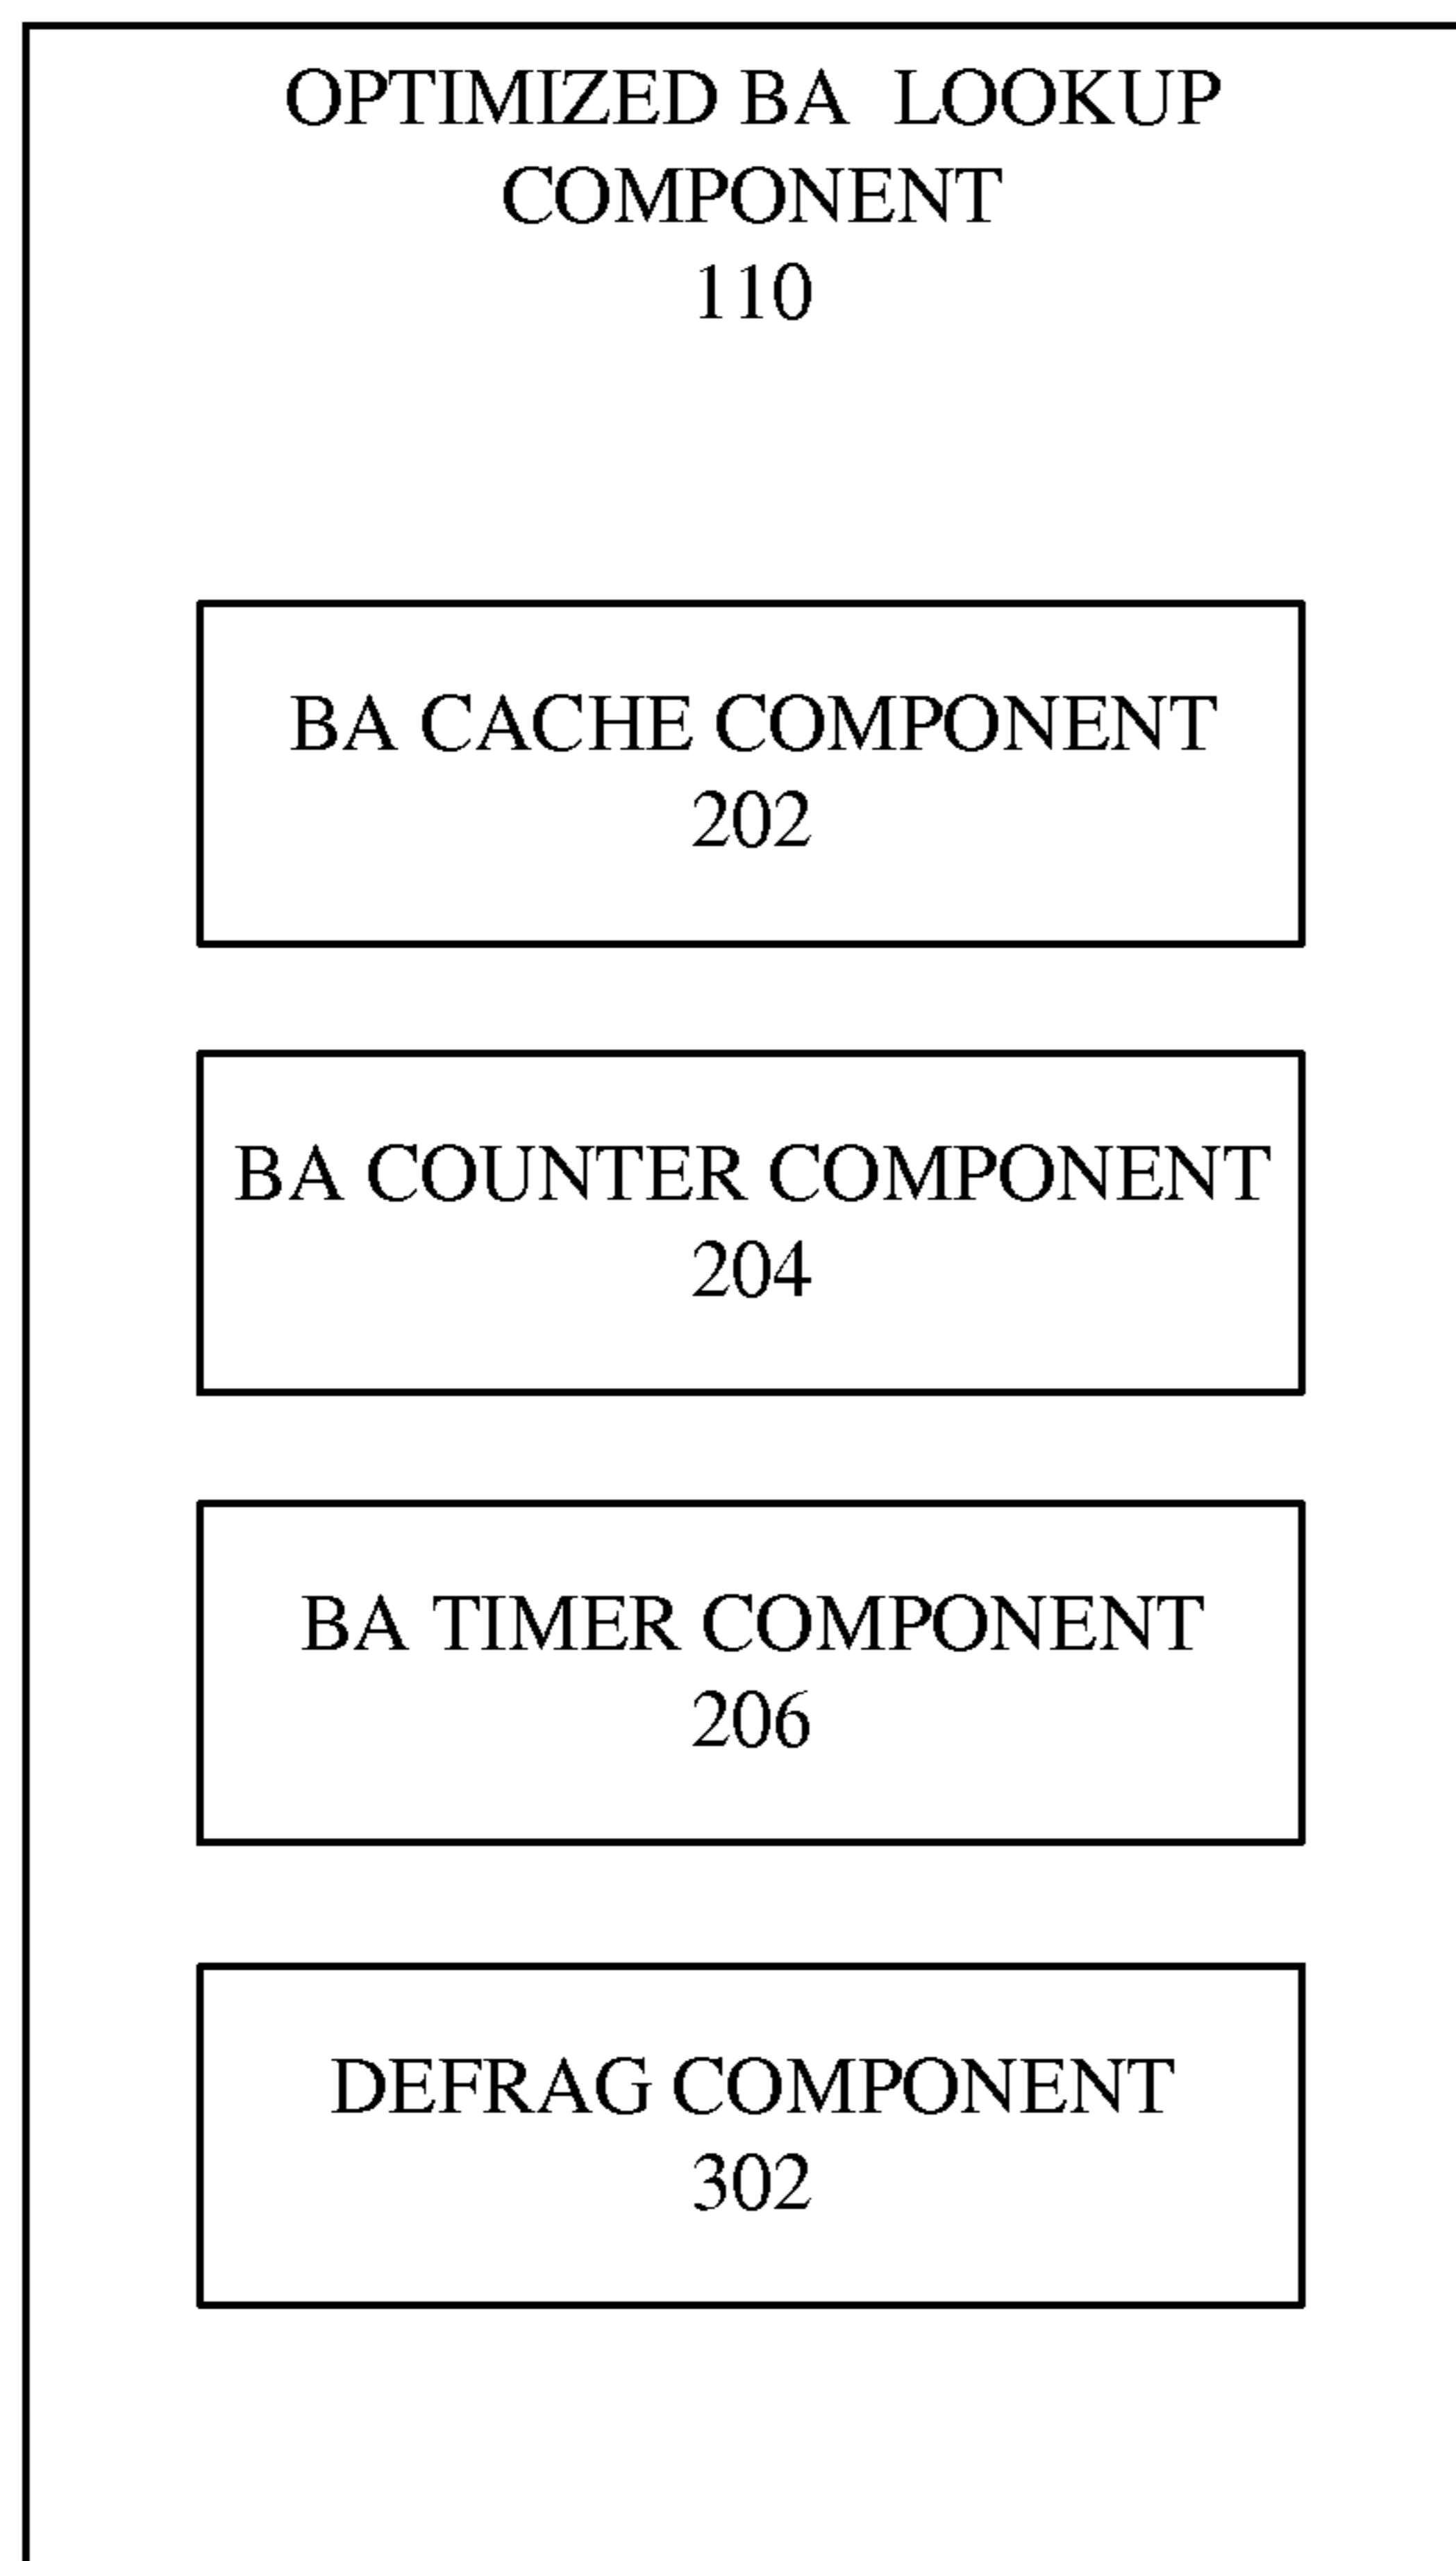 OPTIMIZED BA LOOKUP
COMPONENT
110
BA CACHE COMPONENT
202
BA COUNTER COMPONENT
204
BA TIMER COMPONENT
206
DEFRAG COMPONENT
302